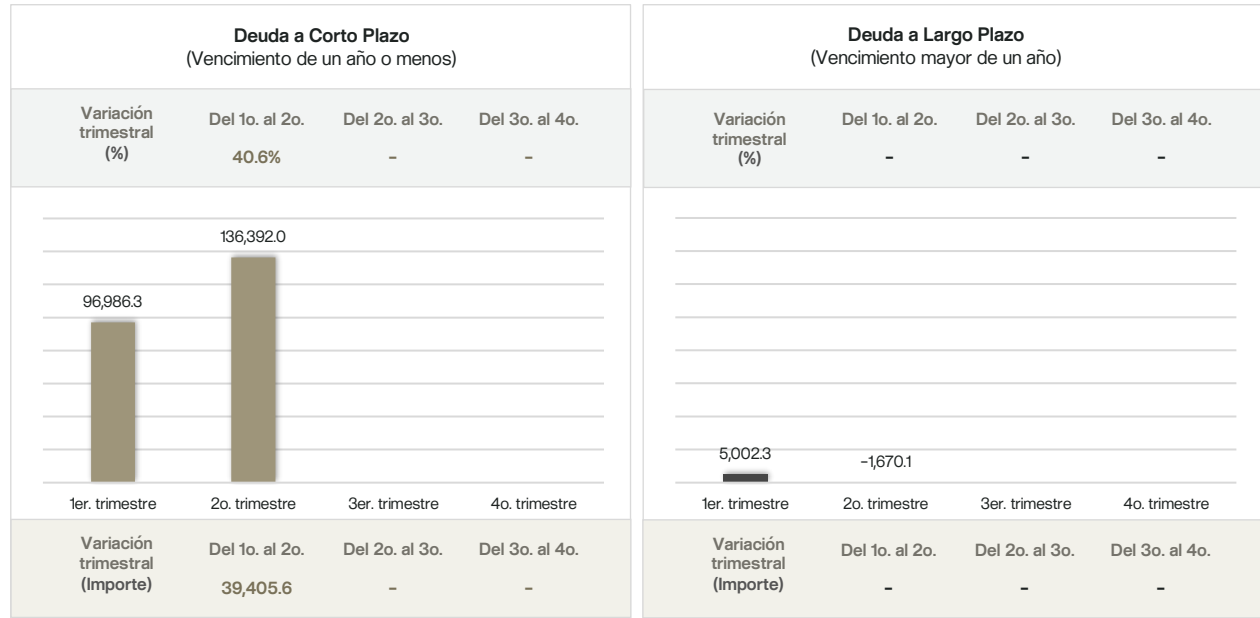 Deuda a Corto Plazo
(Vencimiento de un año o menos)
Variación
trimestral
(%)
Del 1o. al 2o.
Del 2o. al 3o.
Del 3o. al 4o.
40.6%
-
-
136,392.0
96,986.3
1er. trimestre
2o. trimestre
3er. trimestre
4o. trimestre
Variación
trimestral
(Importe)
Del 1o. al 2o.
Del 2o. al 3o.
Del 3o. al 4o.
39,405.6
-
-
Deuda a Largo Plazo
(Vencimiento mayor de un año)
Variación
trimestral
(%)
Del 1o. al 2o.
Del 2o. al 3o.
Del 3o. al 4o.
-
-
-
5,002.3
-1,670.1
1er. trimestre
2o. trimestre
3er. trimestre
4o. trimestre
Variación
trimestral
(Importe)
Del 1o. al 2o.
Del 2o. al 3o.
Del 3o. al 4o.
-
-
-